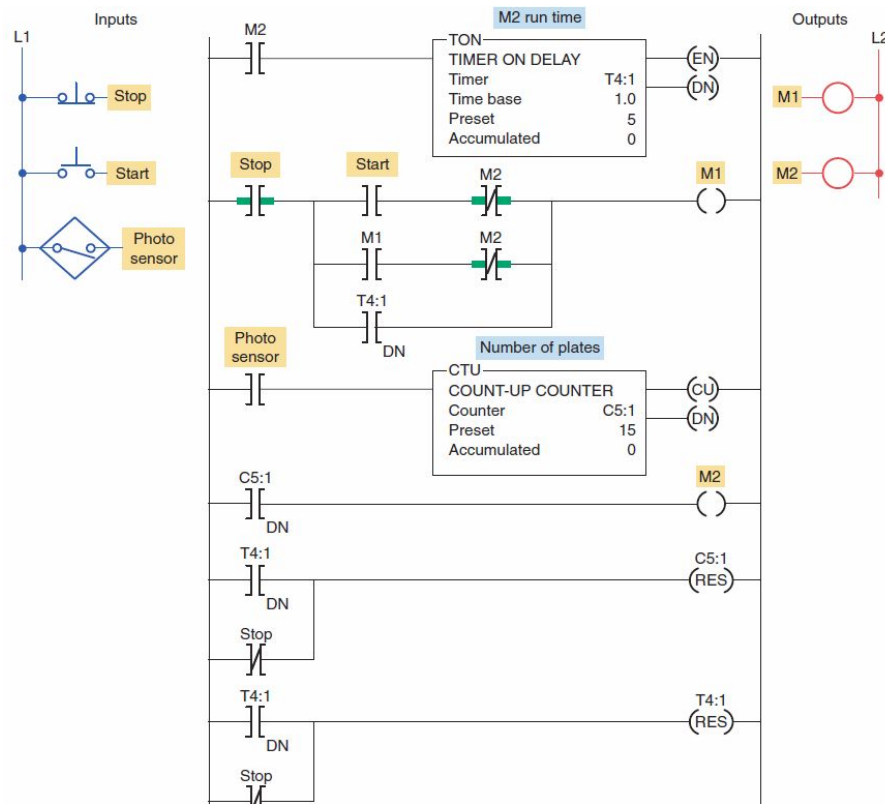 Inputs
M2 run time
Outputs
L1
M2
L2
TON
TIMER ON DELAY
Timer T4:1
Time base 1.0
Preset 5
Accumulated 0
EN
DN
Stop
M1
Start
M2
Stop
Start
M2
M1
Photo
sensor
M1
M2
T4:1
DN
Photo
sensor
Number of plates
CTU
COUNT-UP COUNTER
Counter C5:1
Preset 15
Accumulated 0
CU
DN
C5:1
DN
M2
T4:1
DN
C5:1
RES
Stop
T4:1
DN
T4:1
RES
Stop